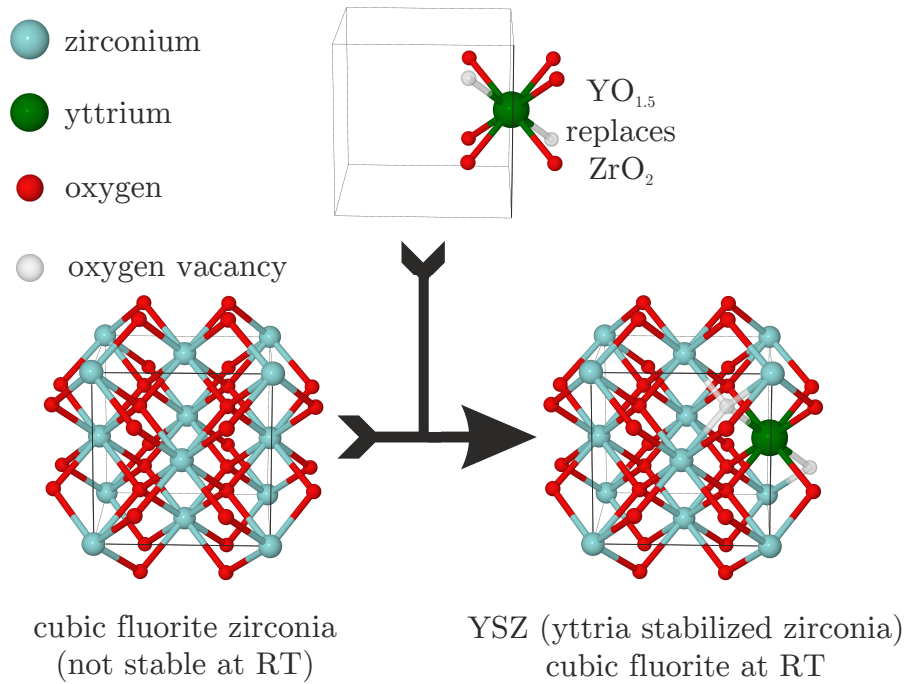 zirconium
yttrium
oxygen
oxygen vacancy
YO₁.₅
replaces
ZrO₂
cubic fluorite zirconia
(not stable at RT)
YSZ (yttria stabilized zirconia)
cubic fluorite at RT